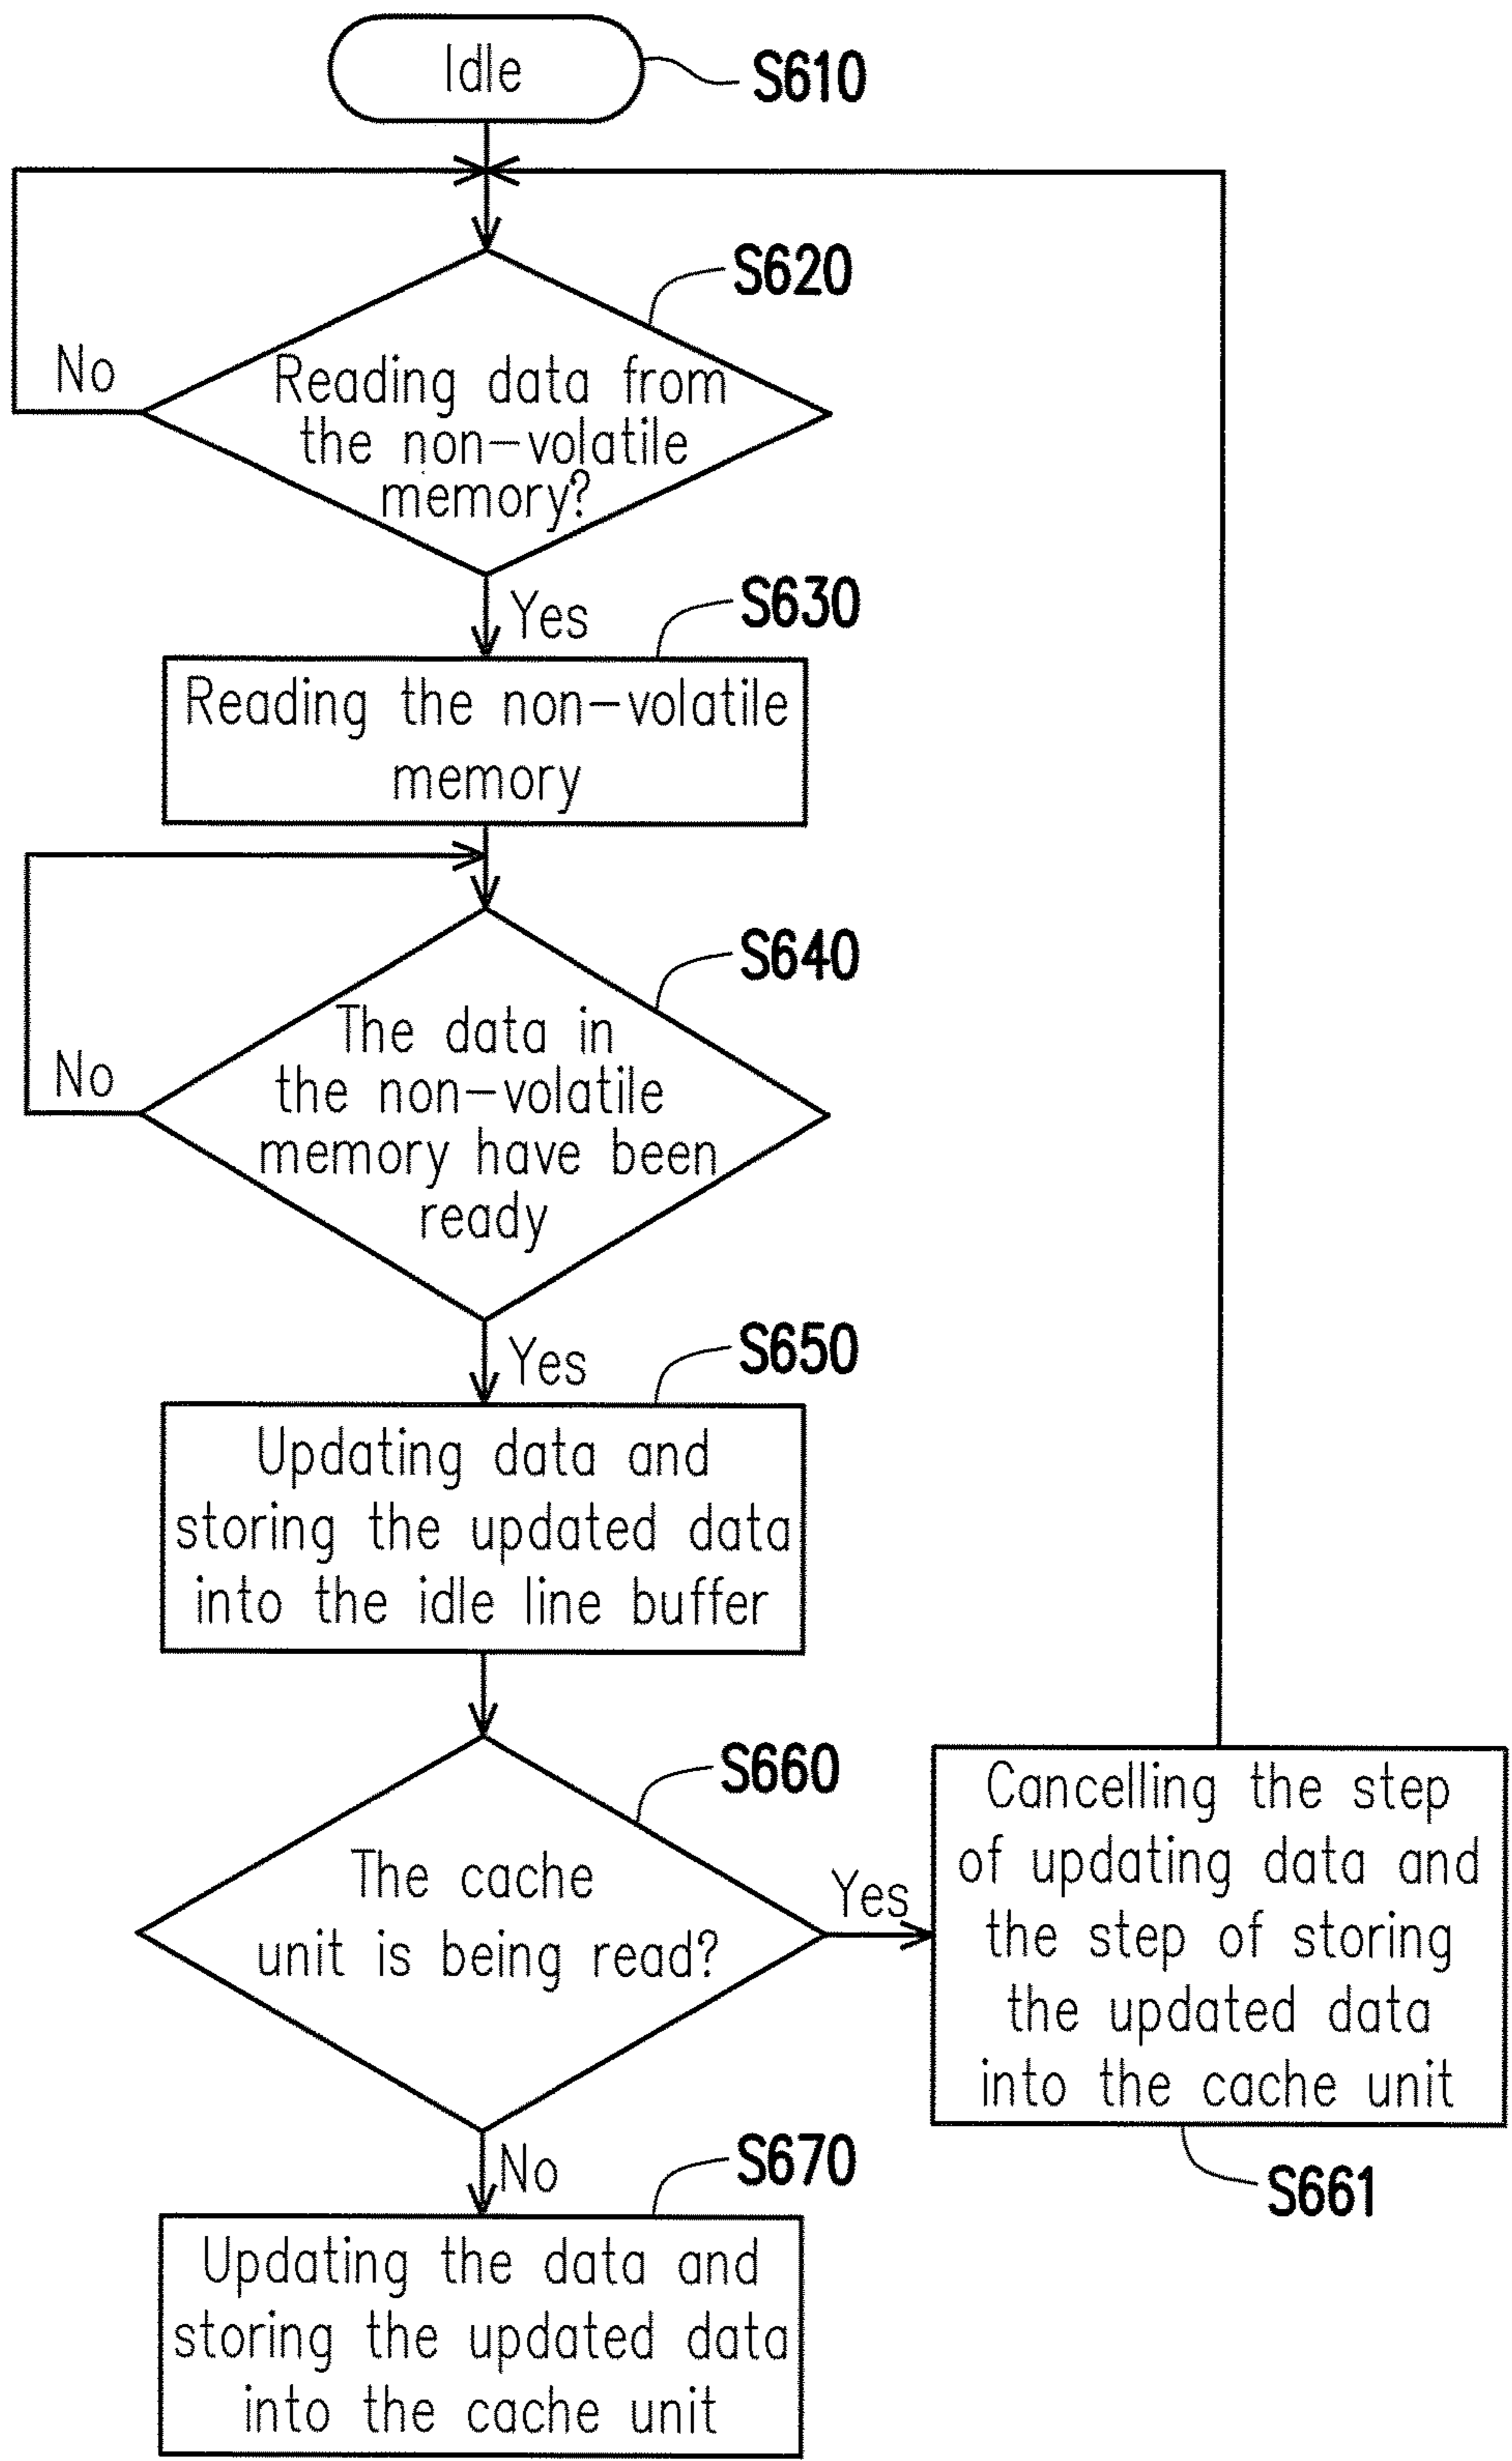 Idle
S610
S620
No
Reading data from
the non-volatile
memory?
Yes
S630
Reading the non-volatile
memory
S640
The data in
the non-volatile
memory have been
ready
No
Yes
S650
Updating data and
storing the updated data
into the idle line buffer
S660
The cache
unit is being read?
Yes
Cancelling the step
of updating data and
the step of storing
the updated data
into the cache unit
S661
No
S670
Updating the data and
storing the updated data
into the cache unit